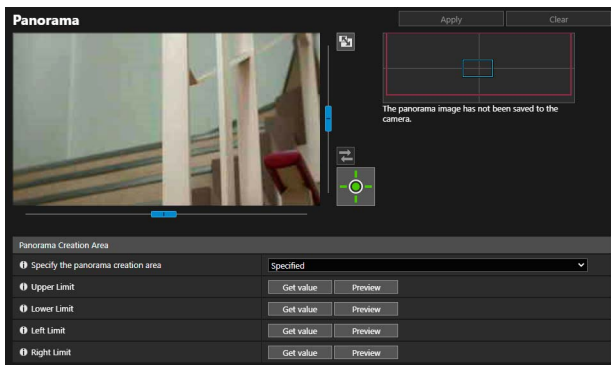 Panorama
Apply
Clear
The panorama image has not been saved to the
camera.
Panorama Creation Area
Specify the panorama creation area
Specified
Upper Limit
Get value
Preview
Lower Limit
Get value
Preview
Left Limit
Get value
Preview
Right Limit
Get value
Preview